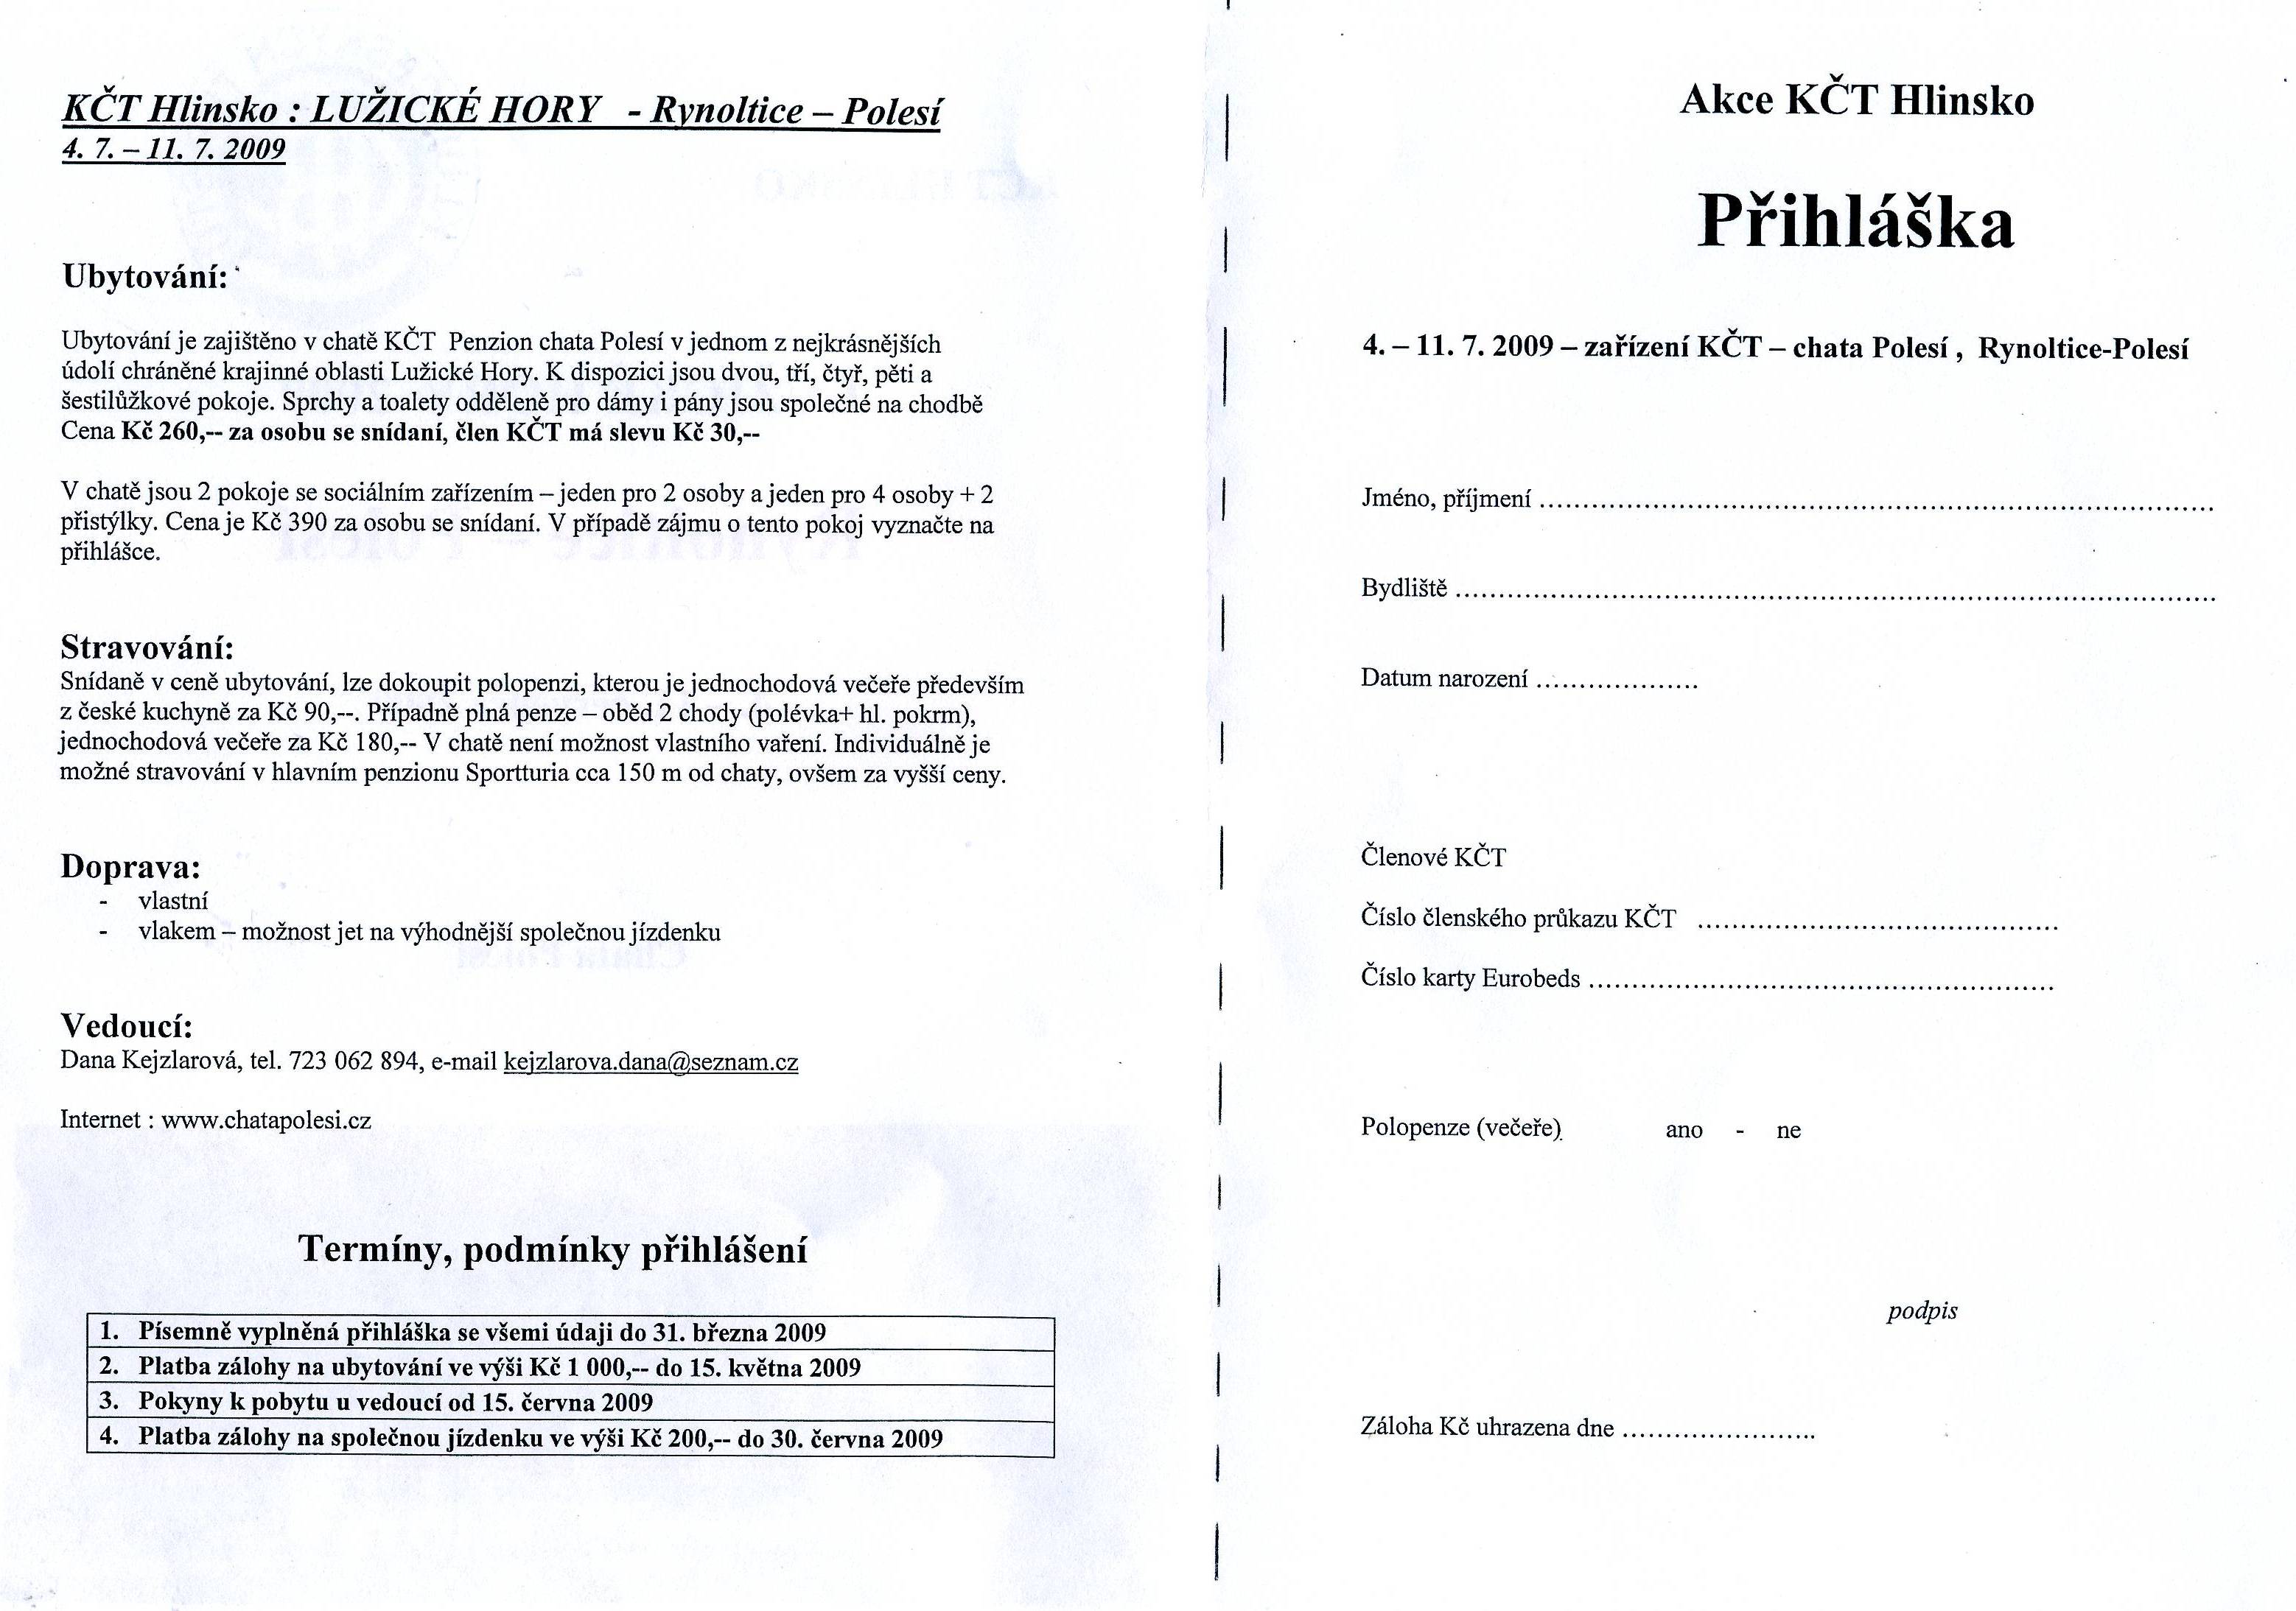 KČT Hlinsko : LUŽICKÉ HORY - Rynoltice – Polesí
4. 7. – 11. 7. 2009
Ubytování:
Ubytování je zajištěno v chatě KČT Penzion chata Polesí v jednom z nejkrásnějších
údolí chráněné krajinné oblasti Lužické Hory. K dispozici jsou dvou, tří, čtyř, pěti a
šestilůžkové pokoje. Sprchy a toalety odděleně pro dámy i pány jsou společné na chodbě
Cena Kč 260,-- za osobu se snídaní, člen KČT má slevu Kč 30,--
V chatě jsou 2 pokoje se sociálním zařízením – jeden pro 2 osoby a jeden pro 4 osoby + 2
přistýlky. Cena je Kč 390 za osobu se snídaní. V případě zájmu o tento pokoj vyznačte na
přihlášce.
Stravování:
Snídaně v ceně ubytování, lze dokoupit polopenzi, kterou je jednochodová večeře především
z české kuchyně za Kč 90,--. Případně plná penze – oběd 2 chody (polévka+ hl. pokrm),
jednochodová večeře za Kč 180,-- V chatě není možnost vlastního vaření. Individuálně je
možné stravování v hlavním penzionu Sportturia cca 150 m od chaty, ovšem za vyšší ceny.
Doprava:
- vlastní
- vlakem – možnost jet na výhodnější společnou jízdenku
Vedoucí:
Dana Kejzlarová, tel. 723 062 894, e-mail kejzlarova.dana@seznam.cz
Internet : www.chatapolesi.cz
Termíny, podmínky přihlášení
1. Písemně vyplněná přihláška se všemi údaji do 31. března 2009
2. Platba zálohy na ubytování ve výši Kč 1 000,-- do 15. května 2009
3. Pokyny k pobytu u vedoucí od 15. června 2009
4. Platba zálohy na společnou jízdenku ve výši Kč 200,-- do 30. června 2009
Akce KČT Hlinsko
Přihláška
4. – 11. 7. 2009 – zařízení KČT – chata Polesí , Rynoltice-Polesí
Jméno, příjmení ................................................................................
Bydliště ..........................................................................................
Datum narození ...................
Členové KČT
Číslo členského průkazu KČT ..........................................
Číslo karty Eurobeds ......................................................
Polopenze (večeře) ano - ne
podpis
Záloha Kč uhrazena dne ......................